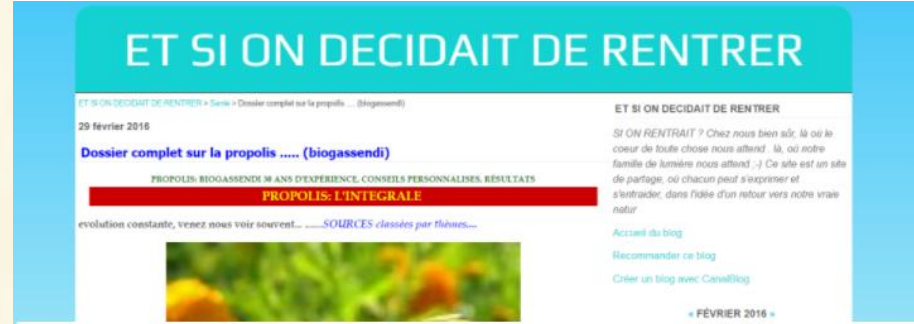 ET SI ON DECIDAIT DE RENTRER
ET SI ON DECIDAIT DE RENTRER > Santé > Dossier complet sur la propolis ..... (biogassendi)
29 février 2016
Dossier complet sur la propolis ..... (biogassendi)
PROPOLIS: BIOGASSENDI 30 ANS D'EXPÉRIENCE, CONSEILS PERSONNALISES, RÉSULTATS
PROPOLIS: L'INTEGRALE
evolution constante, venez nous voir souvent... ......SOURCES classées par thèmes....
ET SI ON DECIDAIT DE RENTRER
SI ON RENTRAIT ? Chez nous bien sûr, là où le
coeur de toute chose nous attend . là, où notre
famille de lumière nous attend ;-) Ce site est un site
de partage, où chacun peut s'exprimer et
s'entraider, dans l'idée d'un retour vers notre vraie
natur
Accueil du blog
Recommander ce blog
Créer un blog avec CanalBlog
« FÉVRIER 2016 »